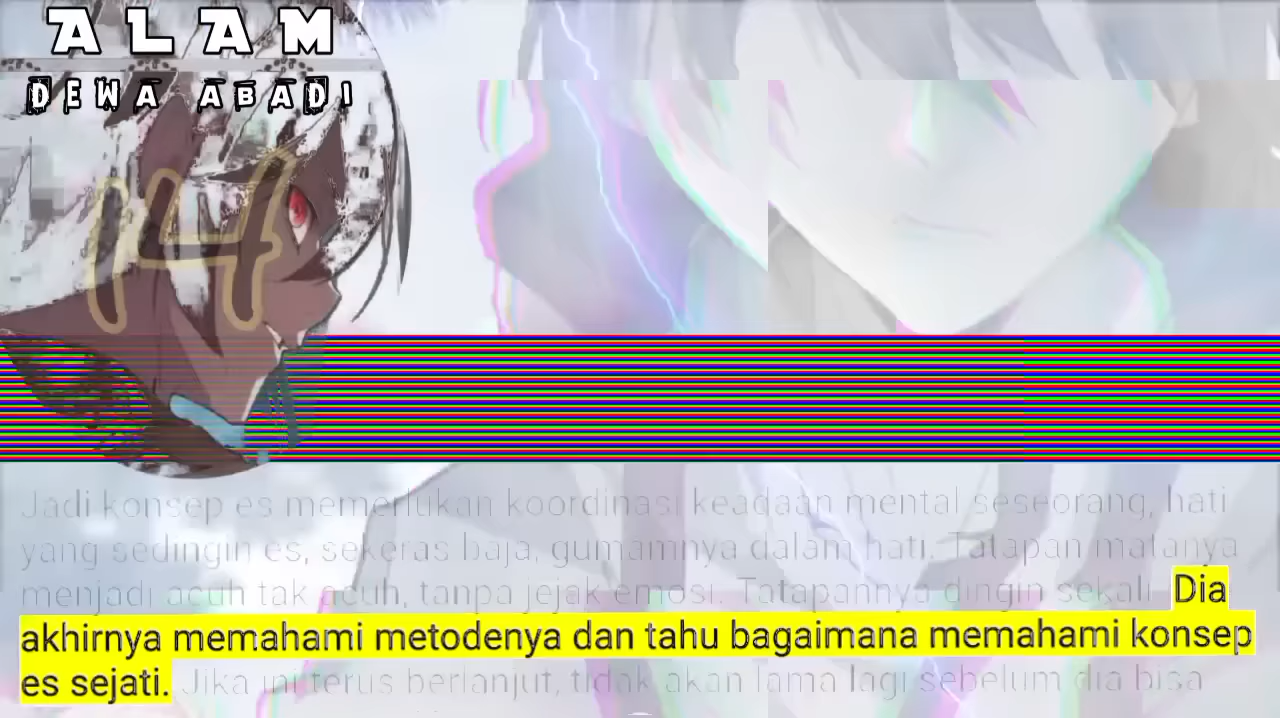 ALAM
DEWA ABADI
14
Jadi konsep es memerlukan koordinasi keadaan mental seseorang, hati
yang sedingin es, sekeras baja, gumamnya dalam hati. Tatapan matanya
menjadi acuh tak acuh, tanpa jejak emosi. Tatapannya dingin sekali. Dia
akhirnya memahami metodenya dan tahu bagaimana memahami konsep
es sejati. Jika ini terus berlanjut, tidak akan lama lagi sebelum dia bisa